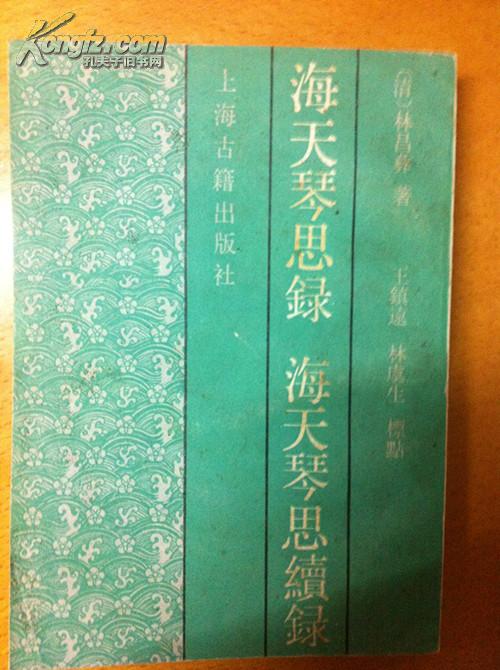 Kongfz.com
孔夫子旧书网
〔清〕林昌彝 著 王鎮遠 林虞生 標點
海天琴思録 海天琴思續録
上海古籍出版社